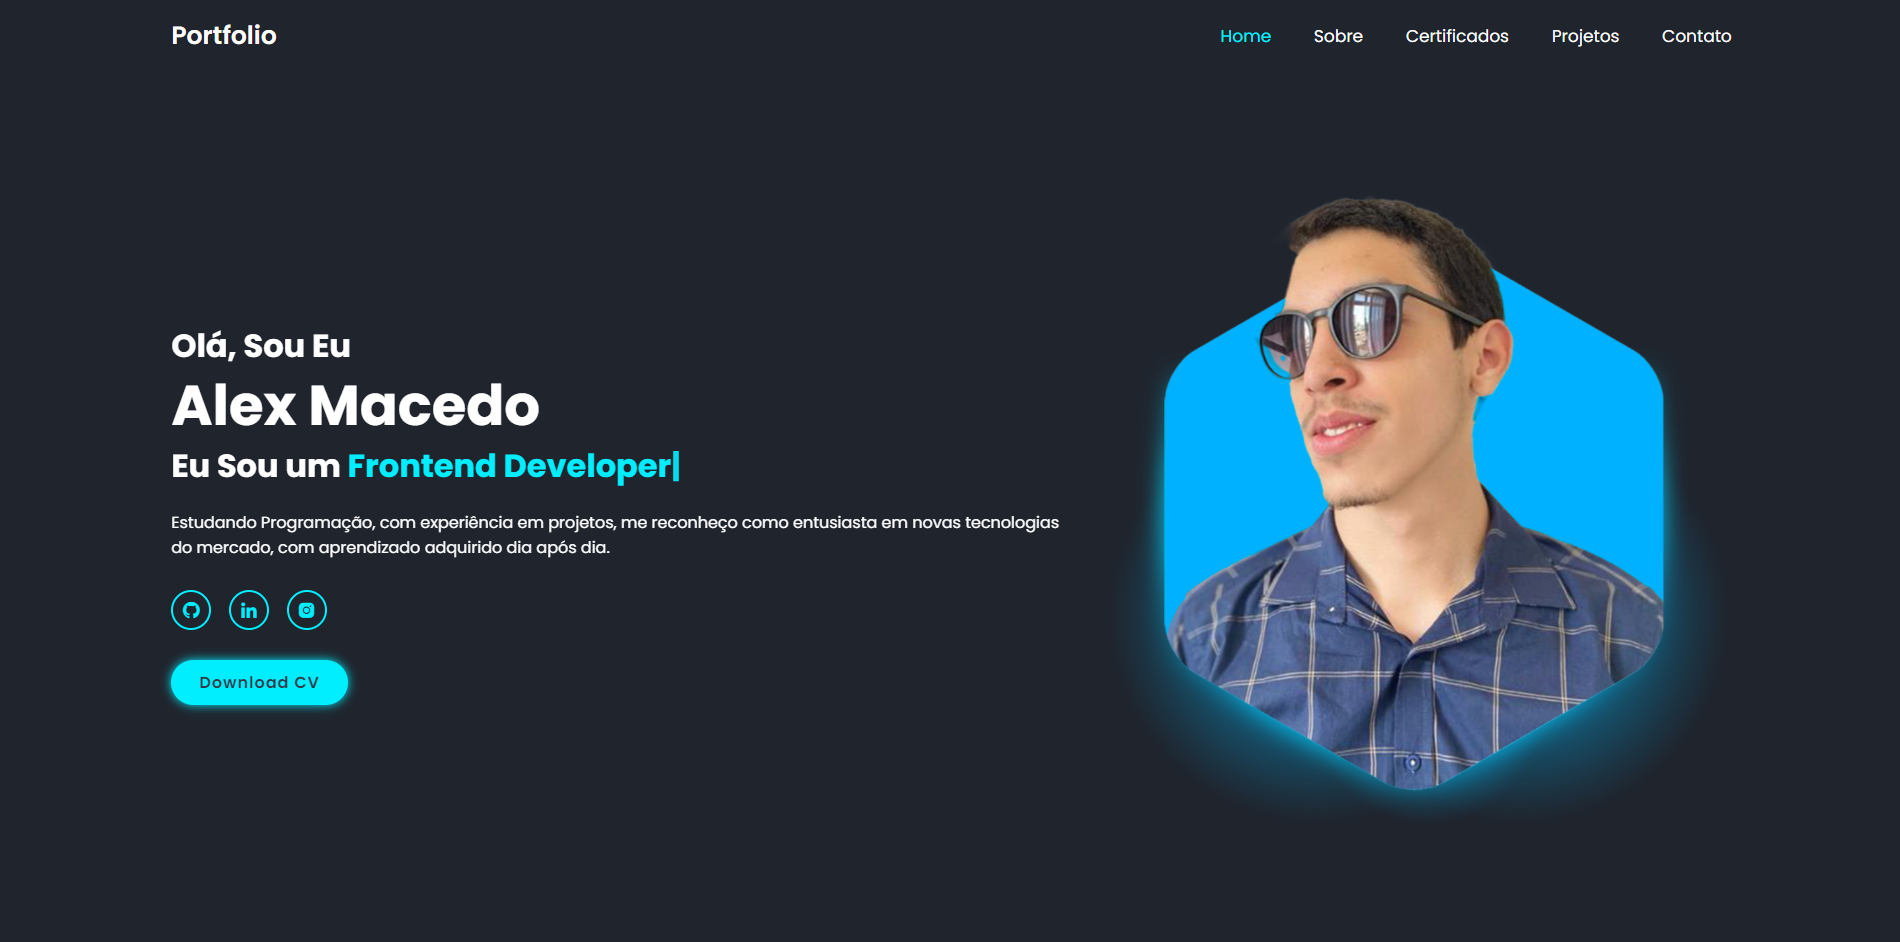 Portfolio
Home
Sobre
Certificados
Projetos
Contato
Olá, Sou Eu
Alex Macedo
Eu Sou um Frontend Developer|
Estudando Programação, com experiência em projetos, me reconheço como entusiasta em novas tecnologias
do mercado, com aprendizado adquirido dia após dia.
in
Download CV